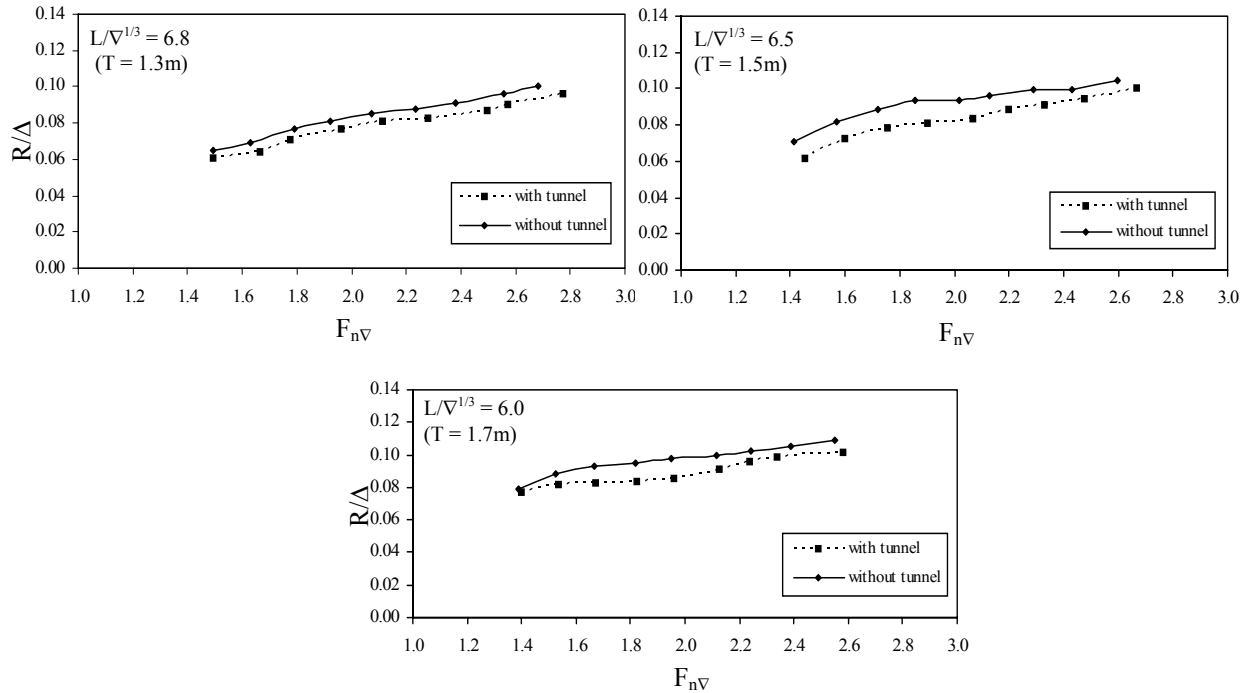 L/∇1/3 = 6.8
(T = 1.3m)
R/Δ
0.14
0.12
0.10
0.08
0.06
0.04
0.02
0.00
with tunnel
without tunnel
1.0 1.2 1.4 1.6 1.8 2.0 2.2 2.4 2.6 2.8 3.0
Fn∇
L/∇1/3 = 6.5
(T = 1.5m)
0.14
0.12
0.10
0.08
0.06
0.04
0.02
0.00
with tunnel
without tunnel
1.0 1.2 1.4 1.6 1.8 2.0 2.2 2.4 2.6 2.8 3.0
Fn∇
L/∇1/3 = 6.0
(T = 1.7m)
R/Δ
0.14
0.12
0.10
0.08
0.06
0.04
0.02
0.00
with tunnel
without tunnel
1.0 1.2 1.4 1.6 1.8 2.0 2.2 2.4 2.6 2.8 3.0
Fn∇